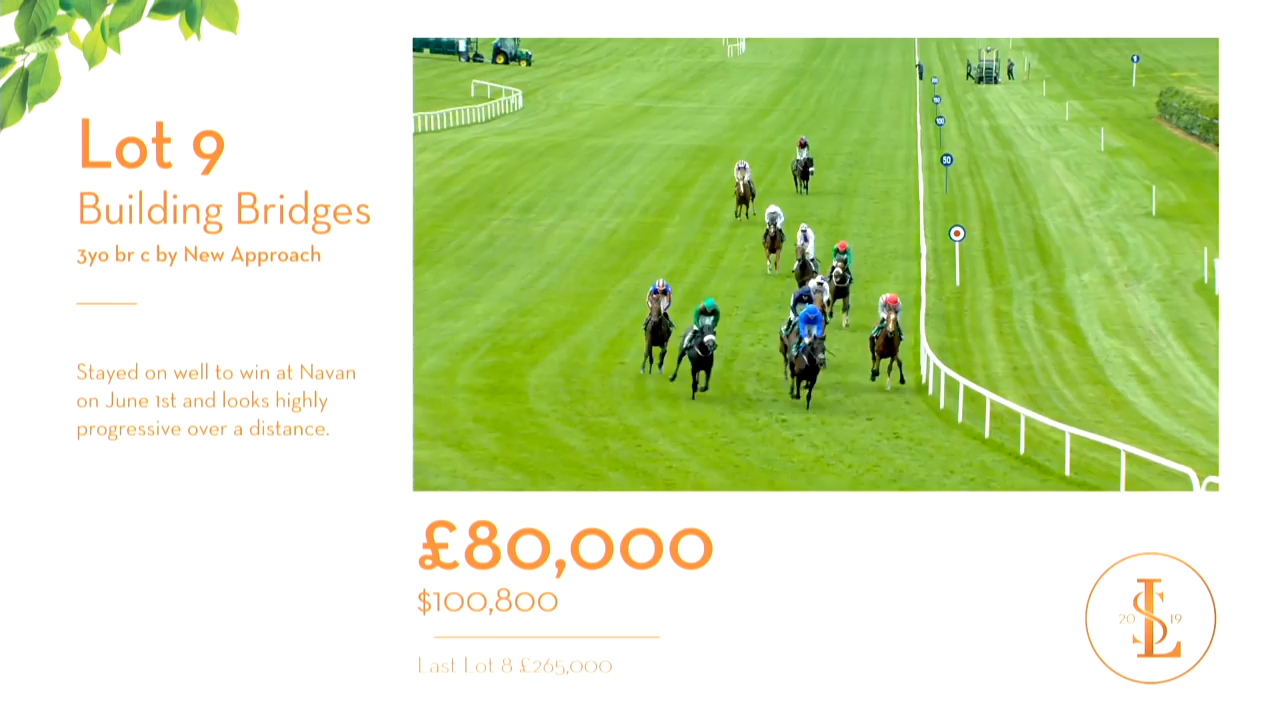 Lot 9
Building Bridges
3yo br c by New Approach
Stayed on well to win at Navan
on June 1st and looks highly
progressive over a distance.
50
100
150
£80,000
$100,800
Last Lot 8 £265,000
20 SL 19